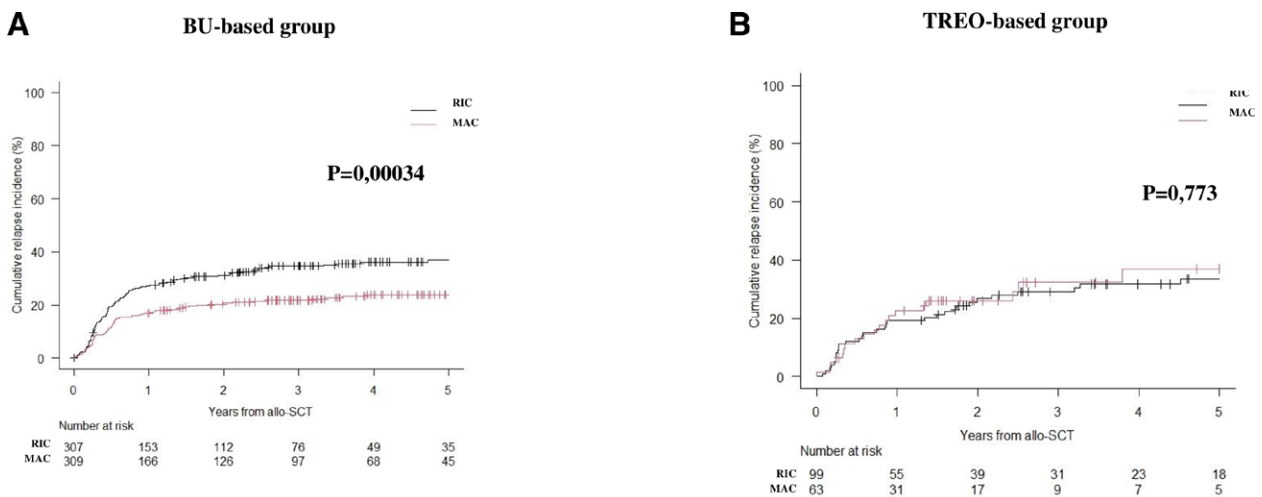 A
BU-based group
100
80
60
40
20
0
Cumulative relapse incidence (%)
RIC
MAC
P=0,00034
0 1 2 3 4 5
Years from allo-SCT
Number at risk
RIC 307 153 112 76 49 35
MAC 309 166 126 97 68 45
B
TREO-based group
100
80
60
40
20
0
Cumulative relapse incidence (%)
RIC
MAC
P=0,773
0 1 2 3 4 5
Years from allo-SCT
Number at risk
RIC 99 55 39 31 23 18
MAC 63 31 17 9 7 5